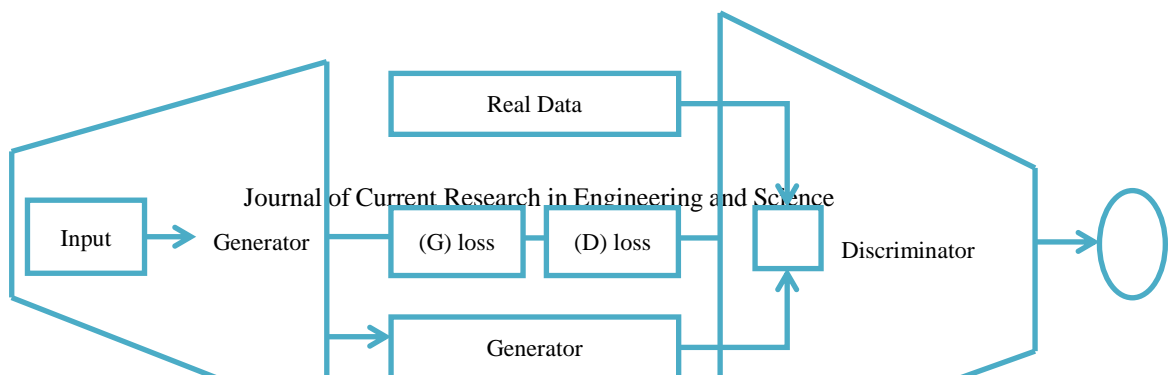 Real Data
Journal of Current Research in Engineering and Science
Input
Generator
(G) loss
(D) loss
Discriminator
Generator